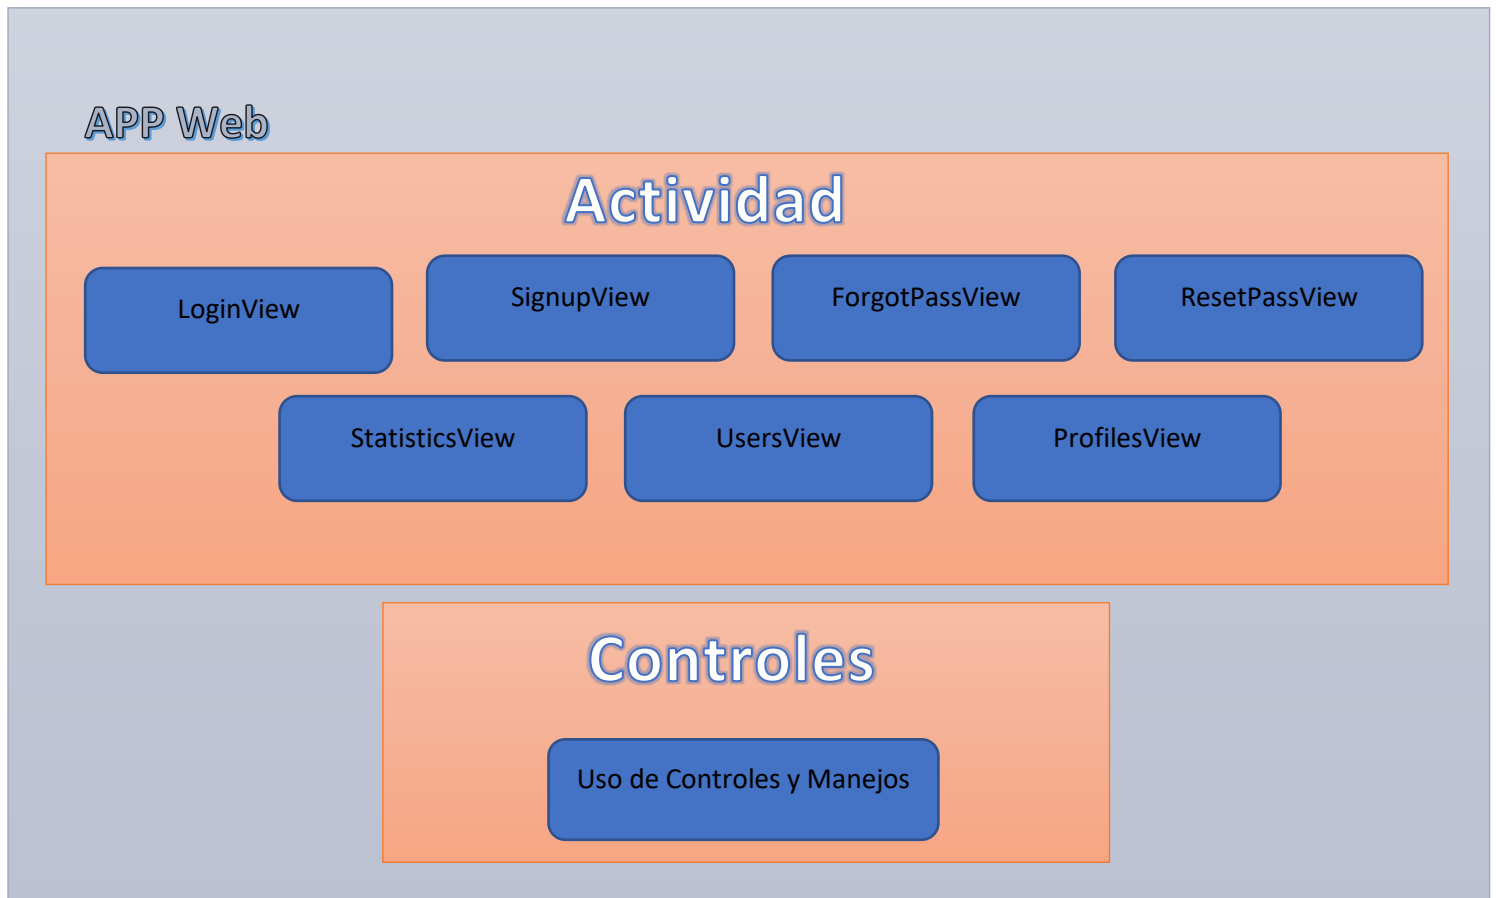 APP Web
Actividad
LoginView
SignupView
ForgotPassView
ResetPassView
StatisticsView
UsersView
ProfilesView
Controles
Uso de Controles y Manejos